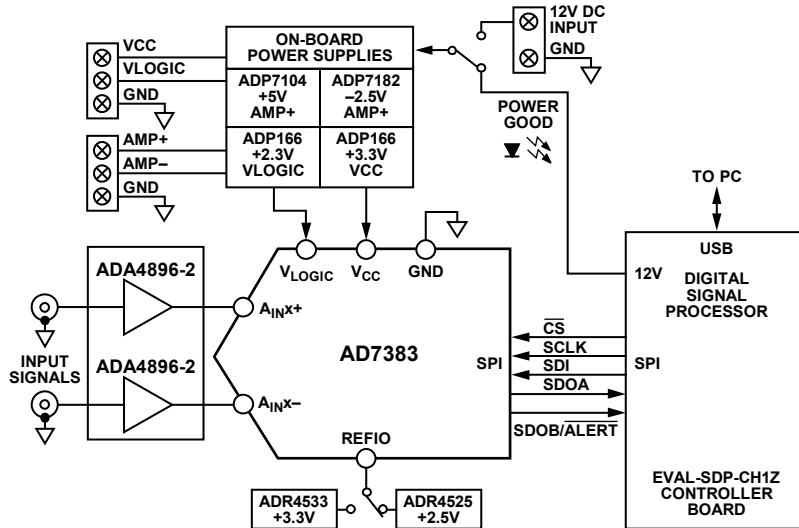 VCC
VLOGIC
GND
AMP+
AMP–
GND
ON-BOARD
POWER SUPPLIES
ADP7104
+5V
AMP+
ADP7182
–2.5V
AMP+
ADP166
+2.3V
VLOGIC
ADP166
+3.3V
VCC
12V DC
INPUT
GND
POWER
GOOD
TO PC
USB
12V
DIGITAL
SIGNAL
PROCESSOR
SPI
EVAL-SDP-CH1Z
CONTROLLER
BOARD
VLOGIC
VCC
GND
ADA4896-2
ADA4896-2
INPUT
SIGNALS
AINx+
AINx–
AD7383
SPI
REFIO
CS
SCLK
SDI
SDOA
SDOB/ALERT
ADR4533
+3.3V
ADR4525
+2.5V